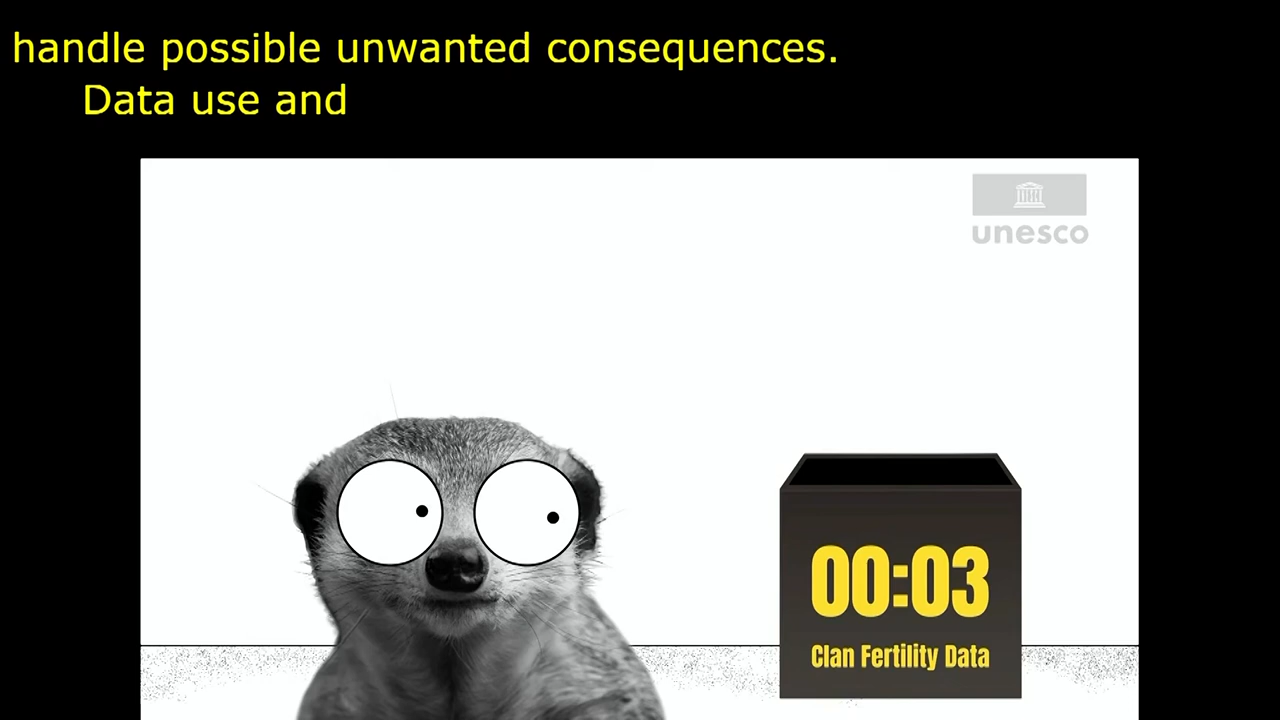 handle possible unwanted consequences.
Data use and
unesco
00:03
Clan Fertility Data